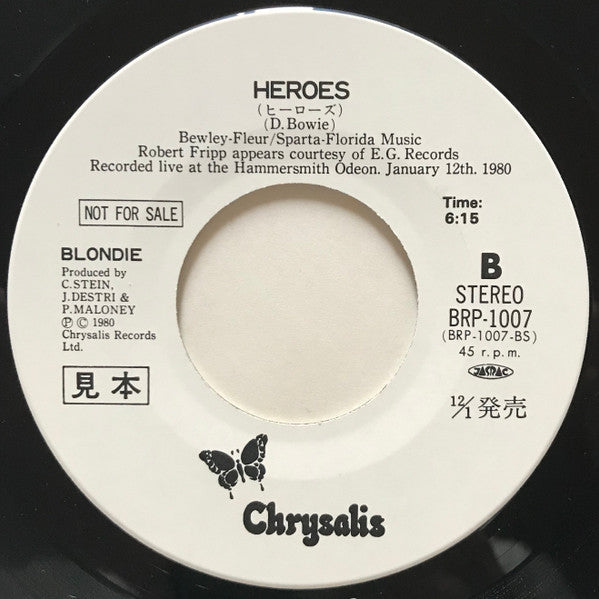 HEROES
(ヒーローズ)
(D.Bowie)
Bewley-Fleur/Sparta-Florida Music
Robert Fripp appears courtesy of E.G. Records
Recorded live at the Hammersmith Odeon. January 12th. 1980
NOT FOR SALE
Time:
6:15
BLONDIE
Produced by
C.STEIN,
J.DESTRI &
P.MALONEY
Ⓟ © 1980
Chrysalis Records
Ltd.
B
STEREO
BRP-1007
(BRP-1007-BS)
45 r.p.m.
JASRAC
見本
12/1発売
Chrysalis